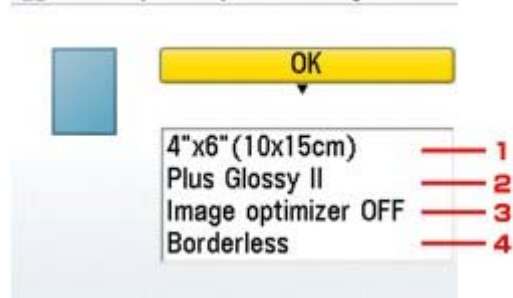 OK
4"x6"(10x15cm) 1
Plus Glossy II 2
Image optimizer OFF 3
Borderless 4